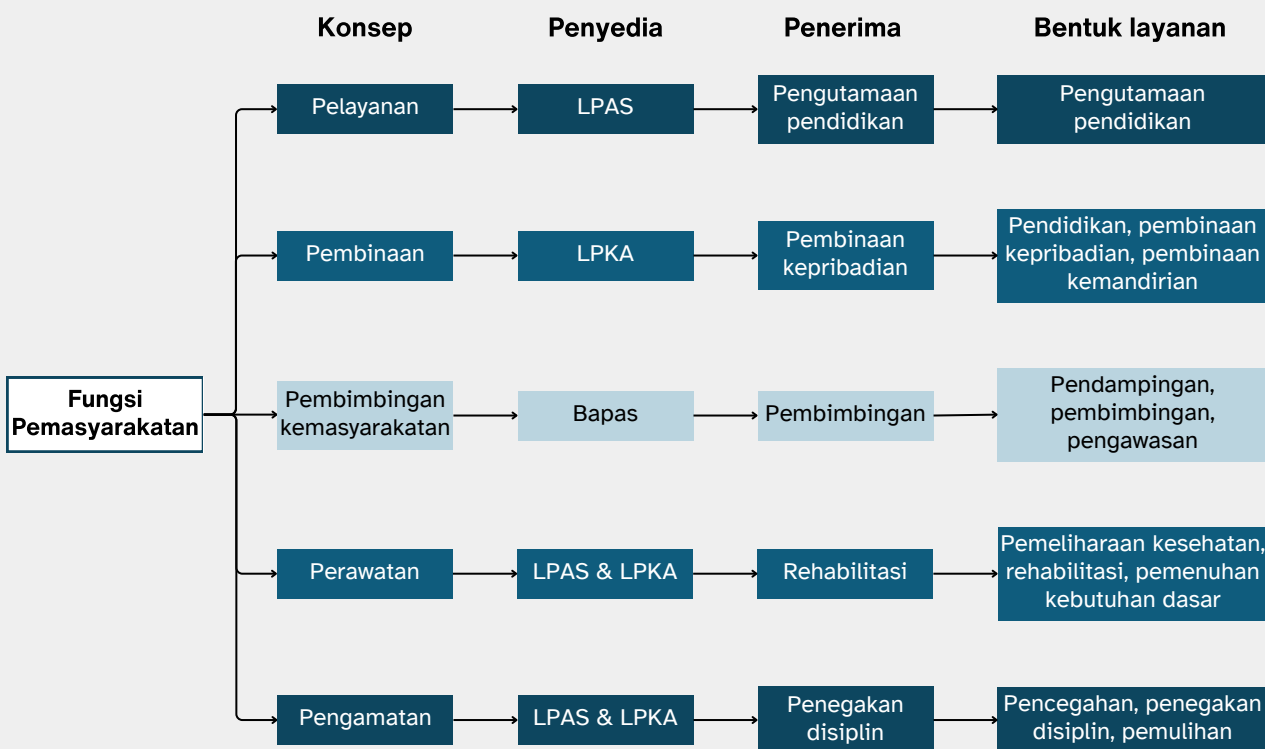 Konsep
Penyedia
Penerima
Bentuk layanan
Pelayanan
LPAS
Pengutamaan
pendidikan
Pengutamaan
pendidikan
Pembinaan
LPKA
Pembinaan
kepribadian
Pendidikan, pembinaan
kepribadian, pembinaan
kemandirian
Fungsi
Pemasyarakatan
Pembimbingan
kemasyarakatan
Bapas
Pembimbingan
Pendampingan,
pembimbingan,
pengawasan
Perawatan
LPAS & LPKA
Rehabilitasi
Pemeliharaan kesehatan,
rehabilitasi, pemenuhan
kebutuhan dasar
Pengamatan
LPAS & LPKA
Penegakan
disiplin
Pencegahan, penegakan
disiplin, pemulihan